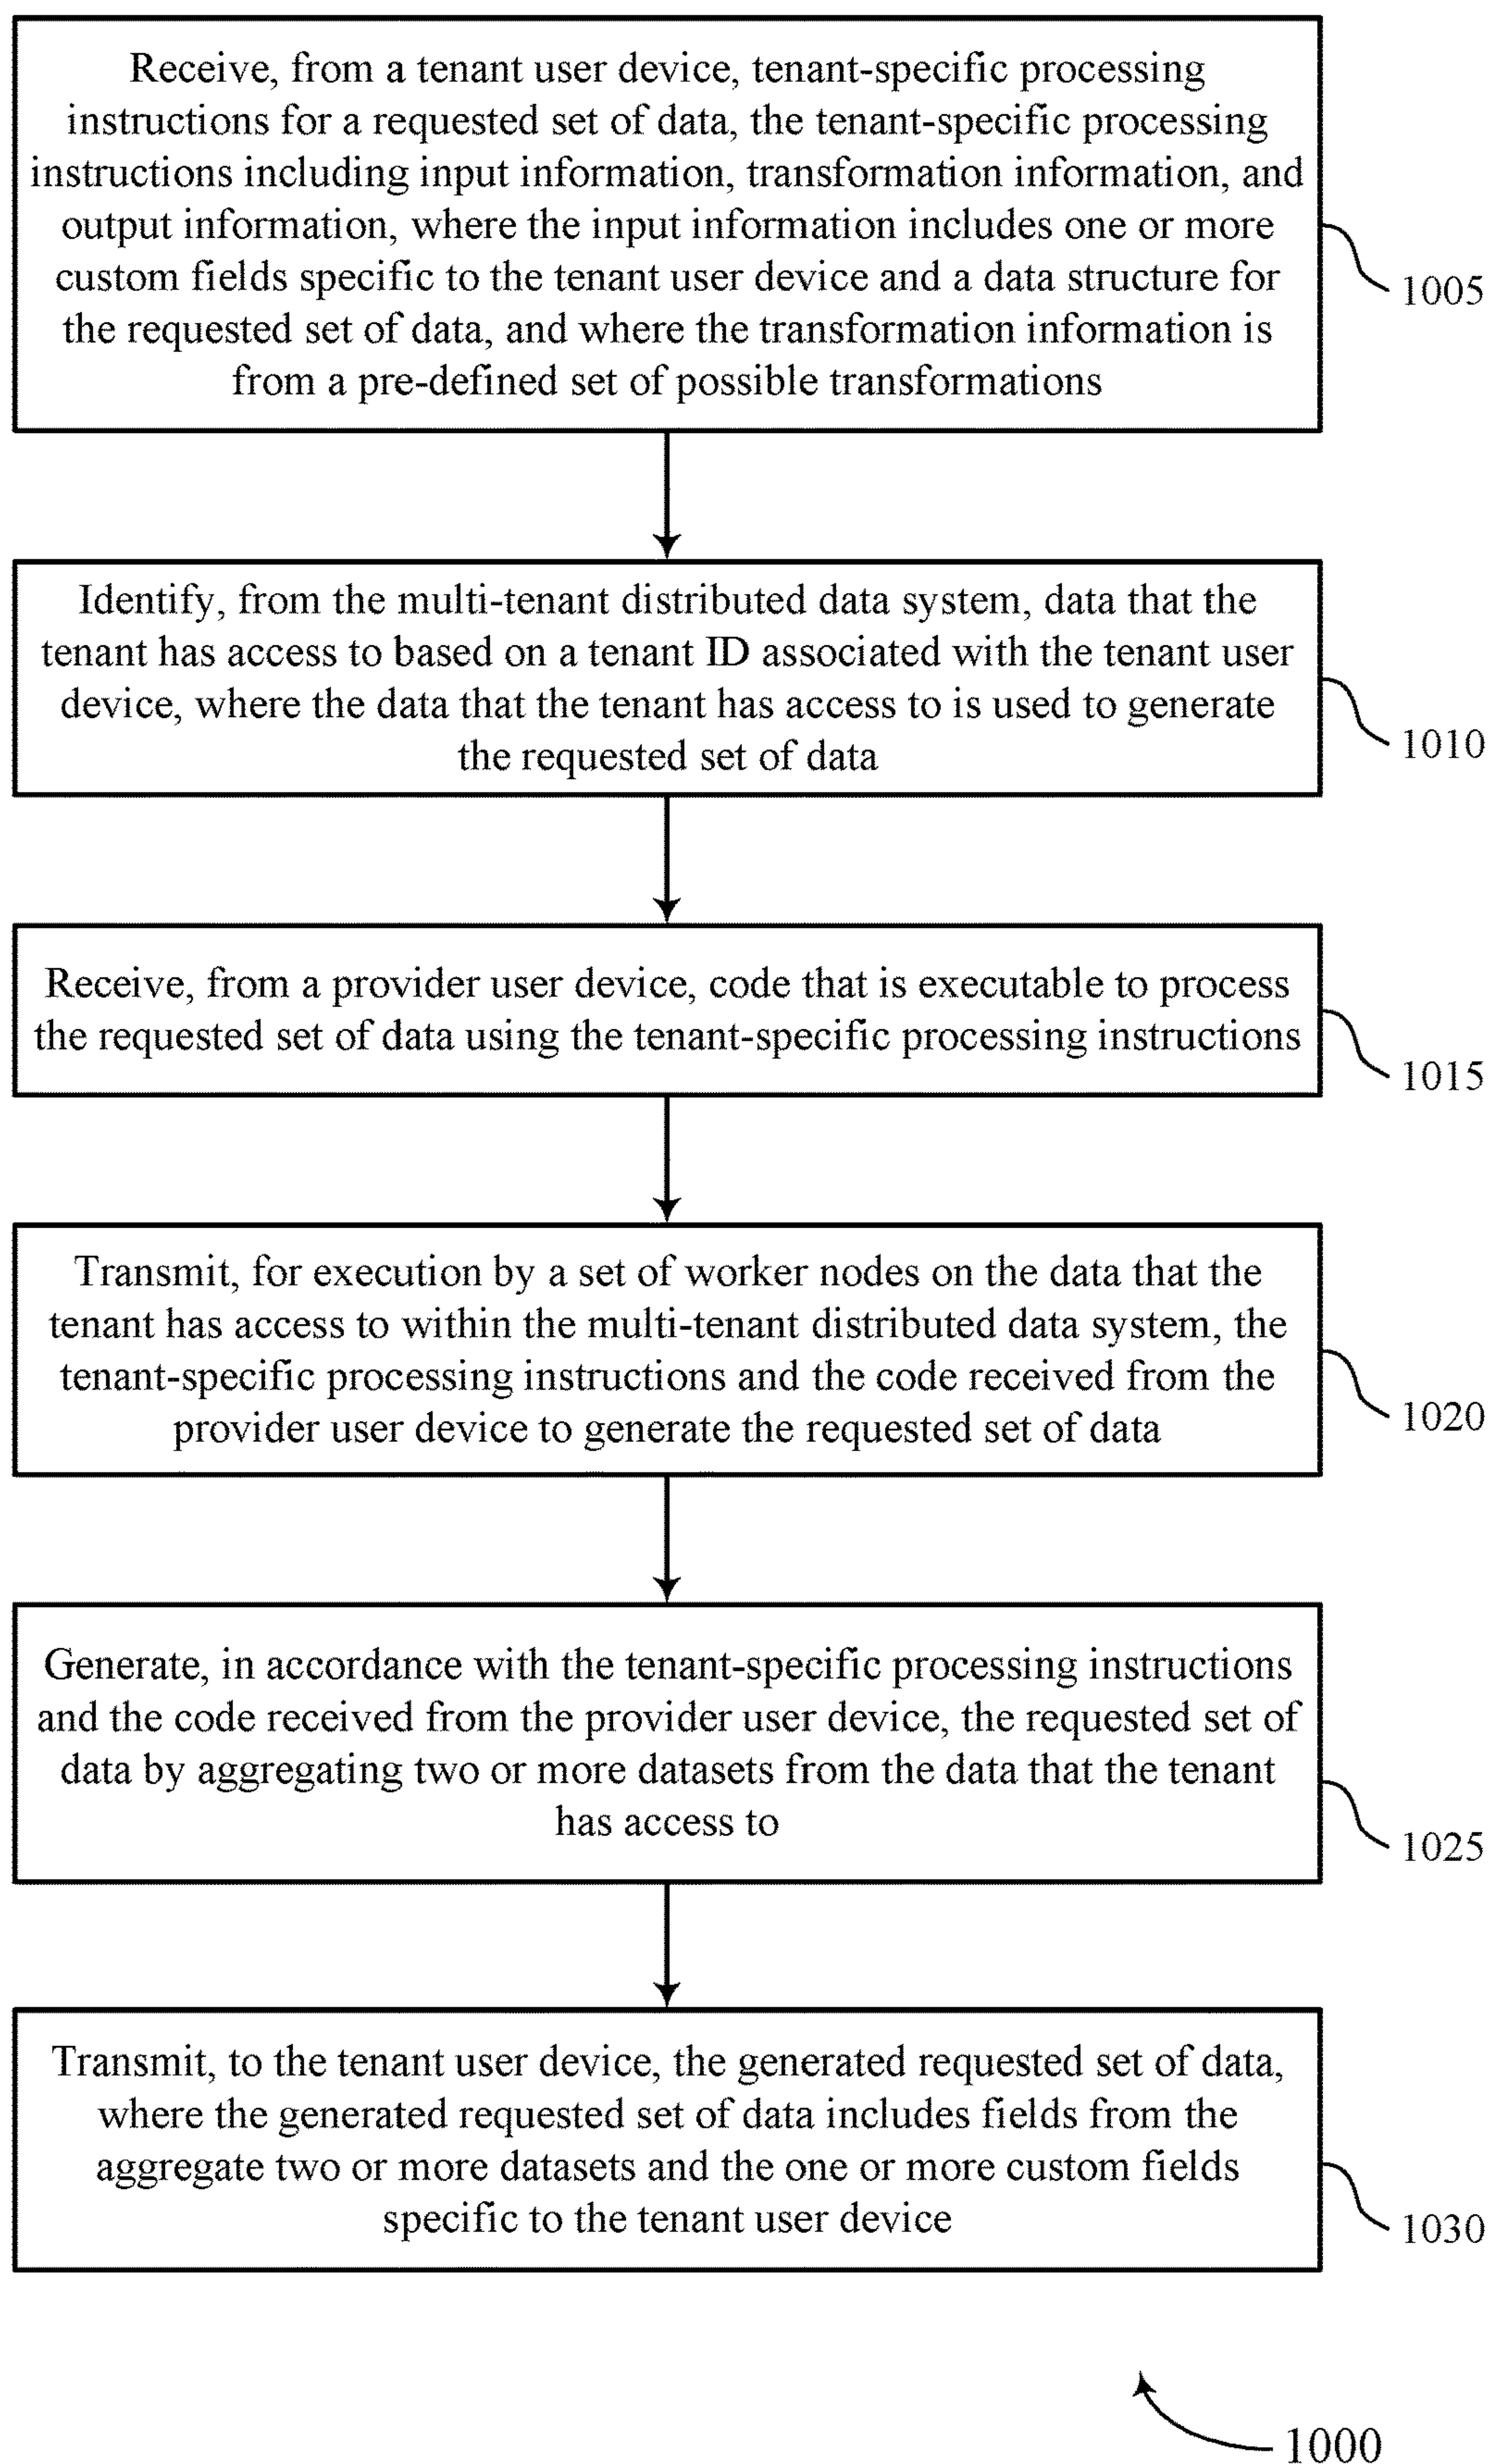 Receive, from a tenant user device, tenant-specific processing
instructions for a requested set of data, the tenant-specific processing
instructions including input information, transformation information, and
output information, where the input information includes one or more
custom fields specific to the tenant user device and a data structure for
the requested set of data, and where the transformation information is
from a pre-defined set of possible transformations
1005
Identify, from the multi-tenant distributed data system, data that the
tenant has access to based on a tenant ID associated with the tenant user
device, where the data that the tenant has access to is used to generate
the requested set of data
1010
Receive, from a provider user device, code that is executable to process
the requested set of data using the tenant-specific processing instructions
1015
Transmit, for execution by a set of worker nodes on the data that the
tenant has access to within the multi-tenant distributed data system, the
tenant-specific processing instructions and the code received from the
provider user device to generate the requested set of data
1020
Generate, in accordance with the tenant-specific processing instructions
and the code received from the provider user device, the requested set of
data by aggregating two or more datasets from the data that the tenant
has access to
1025
Transmit, to the tenant user device, the generated requested set of data,
where the generated requested set of data includes fields from the
aggregate two or more datasets and the one or more custom fields
specific to the tenant user device
1030
1000